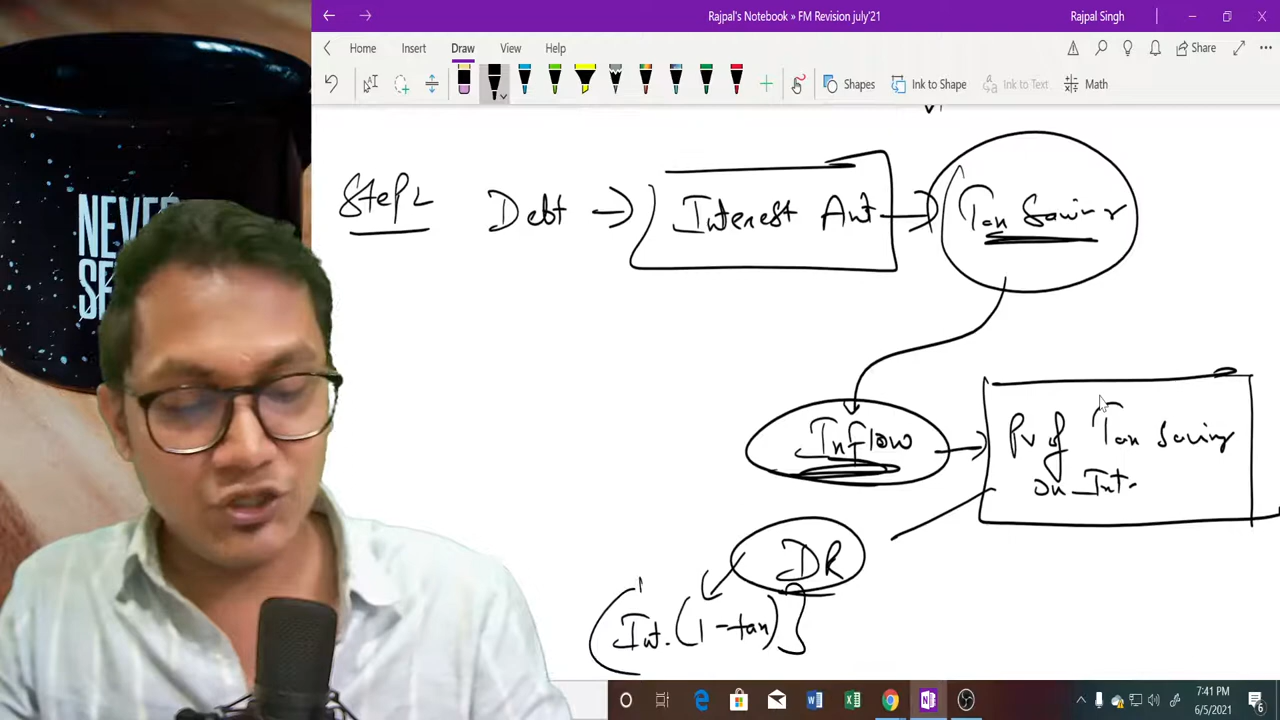 Rajpal's Notebook » FM Revision july'21
Rajpal Singh
Home Insert Draw View Help
Share
Shapes
Ink to Shape
Ink to Text
Math
NEVER
SE
Step 2 Debt → Interest Amt → Tax Saving
Inflow → PV of Tax Saving
on Int.
DR
Int. (1-tax)
7:41 PM
6/5/2021
6